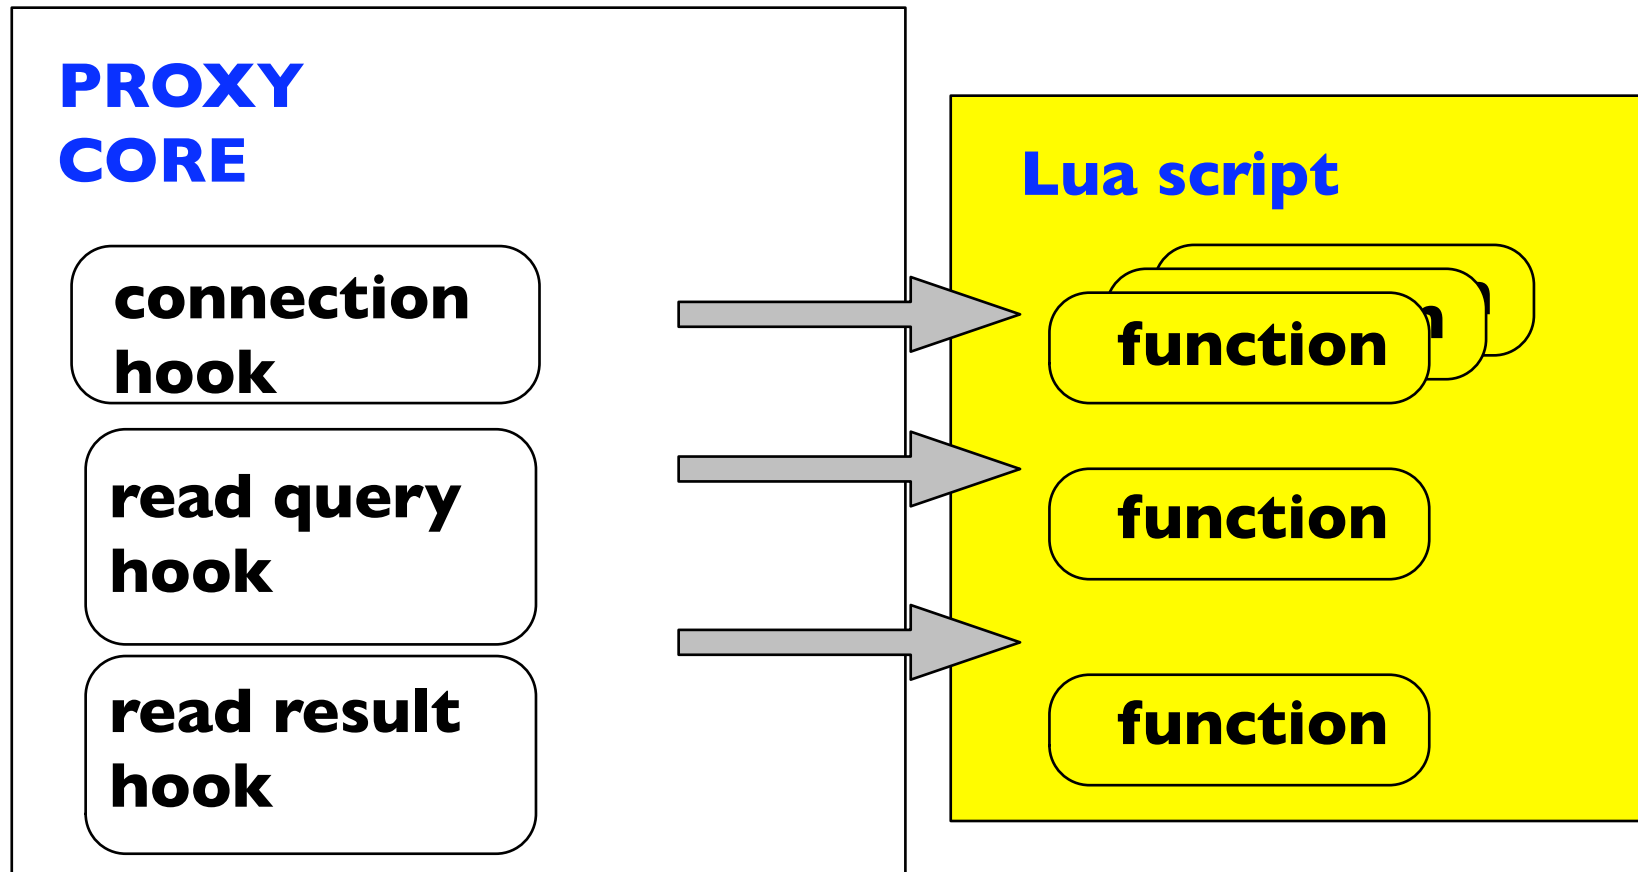 PROXY
CORE
connection
hook
read query
hook
read result
hook
Lua script
function
function
function